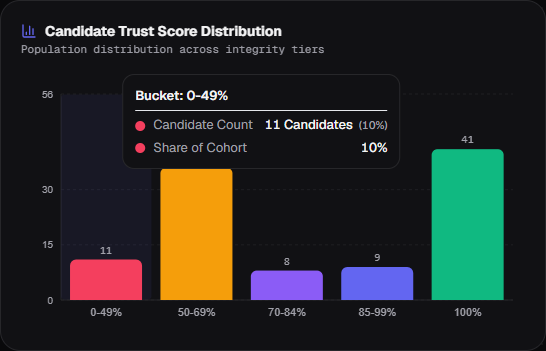 Candidate Trust Score Distribution
Population distribution across integrity tiers
Bucket: 0-49%
Candidate Count 11 Candidates (10%)
Share of Cohort 10%
56
30
15
0
11
8
9
41
0-49%
50-69%
70-84%
85-99%
100%